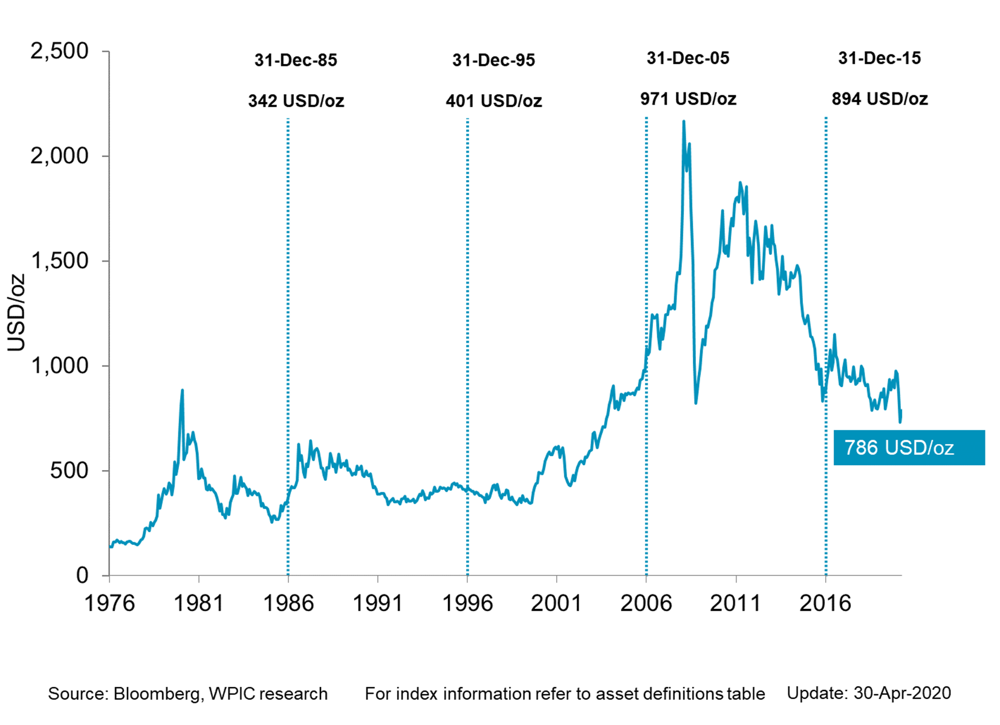 2,500
2,000
1,500
1,000
500
0
USD/oz
31-Dec-85
342 USD/oz
31-Dec-95
401 USD/oz
31-Dec-05
971 USD/oz
31-Dec-15
894 USD/oz
786 USD/oz
1976 1981 1986 1991 1996 2001 2006 2011 2016
Source: Bloomberg, WPIC research For index information refer to asset definitions table Update: 30-Apr-2020